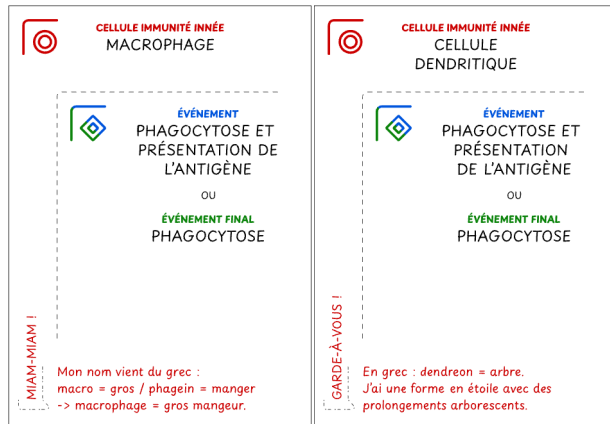 CELLULE IMMUNITÉ INNÉE
MACROPHAGE
ÉVÉNEMENT
PHAGOCYTOSE ET
PRÉSENTATION DE
L'ANTIGÈNE
OU
ÉVÉNEMENT FINAL
PHAGOCYTOSE
MIAM-MIAM !
Mon nom vient du grec :
macro = gros / phagein = manger
-> macrophage = gros mangeur.
CELLULE IMMUNITÉ INNÉE
CELLULE
DENDRITIQUE
ÉVÉNEMENT
PHAGOCYTOSE ET
PRÉSENTATION
DE L'ANTIGÈNE
OU
ÉVÉNEMENT FINAL
PHAGOCYTOSE
GARDE-À-VOUS !
En grec : dendreon = arbre.
J'ai une forme en étoile avec des
prolongements arborescents.